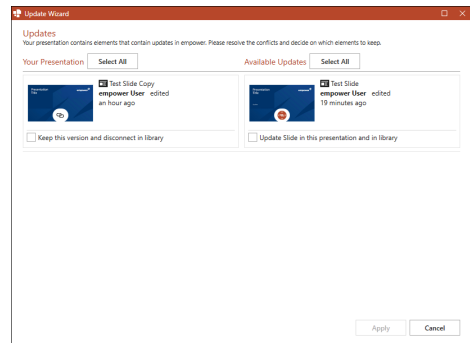 Update Wizard
Updates
Your presentation contains elements that contain updates in empower. Please resolve the conflicts and decide on which elements to keep.
Your Presentation Select All
Available Updates Select All
Test Slide Copy
empower User edited
an hour ago
Keep this version and disconnect in library
Test Slide
empower User edited
19 minutes ago
Update Slide in this presentation and in library
Apply Cancel